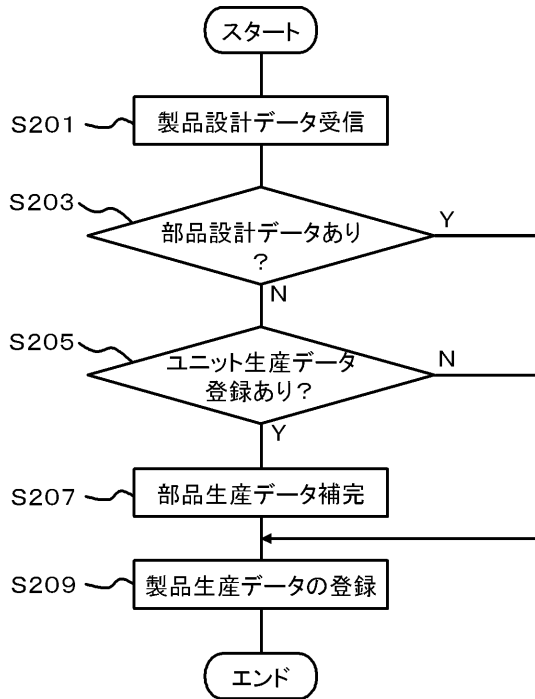 スタート
S201
製品設計データ受信
S203
部品設計データあり
?
Y
N
S205
ユニット生産データ
登録あり?
N
Y
S207
部品生産データ補完
S209
製品生産データの登録
エンド